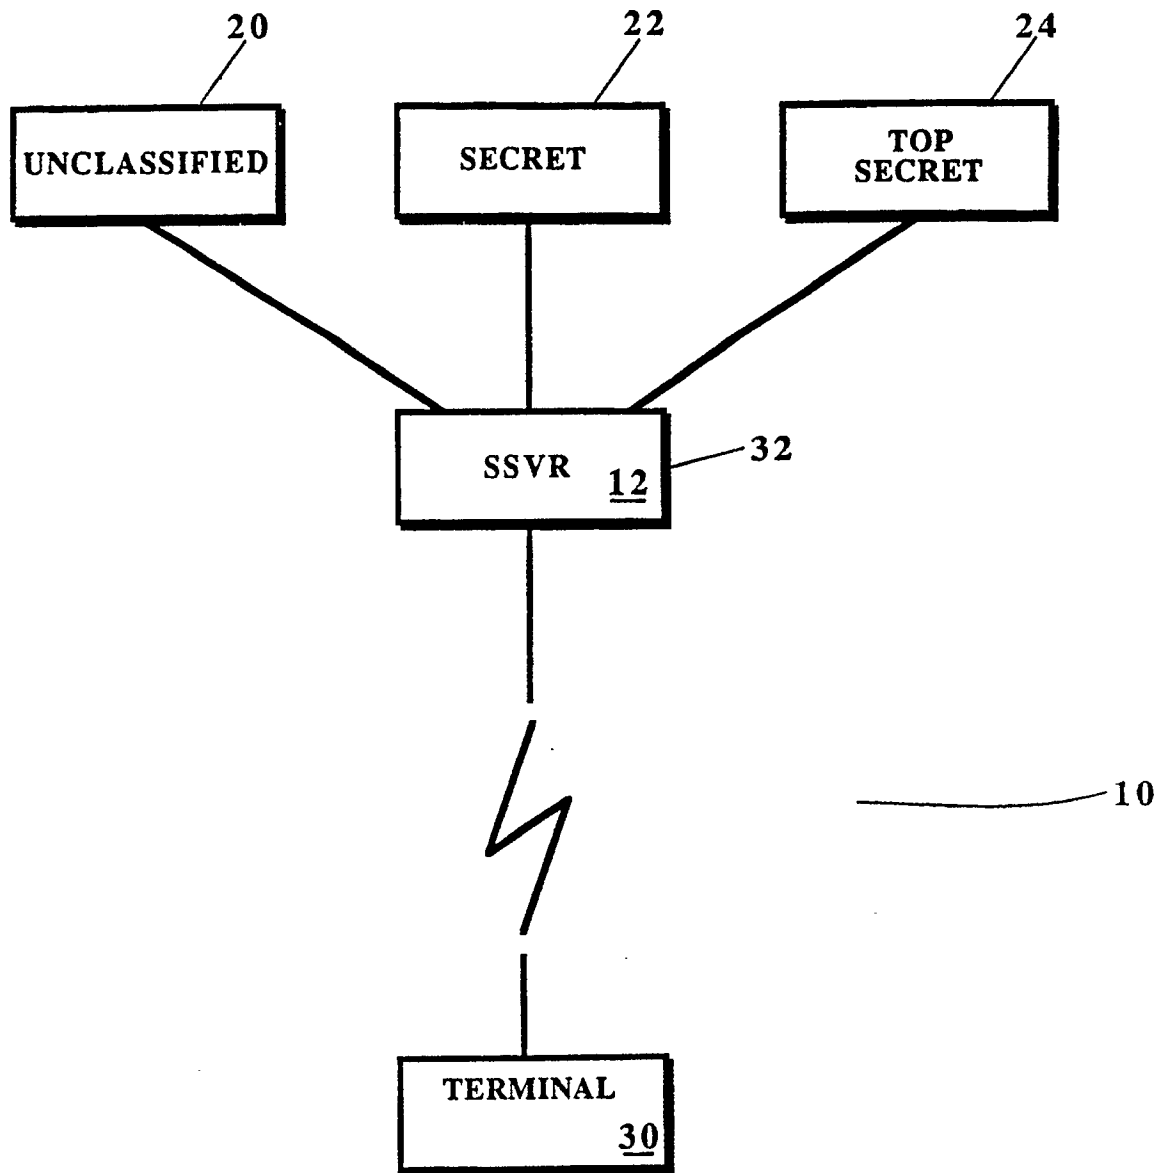 20
22
24
UNCLASSIFIED
SECRET
TOP
SECRET
SSVR
12
32
10
TERMINAL
30